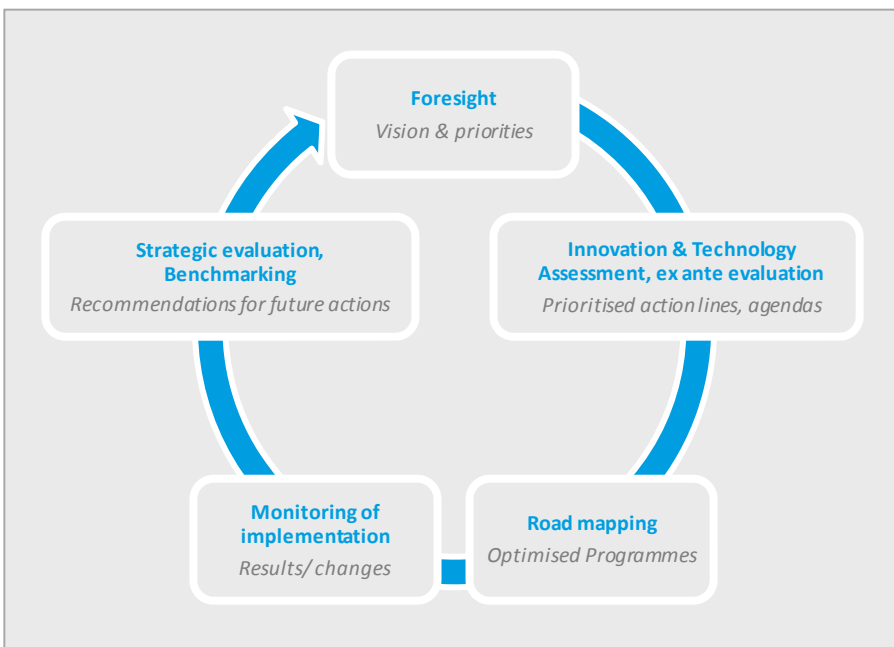 Foresight
Vision & priorities
Innovation & Technology
Assessment, ex ante evaluation
Prioritised action lines, agendas
Road mapping
Optimised Programmes
Monitoring of
implementation
Results/ changes
Strategic evaluation,
Benchmarking
Recommendations for future actions